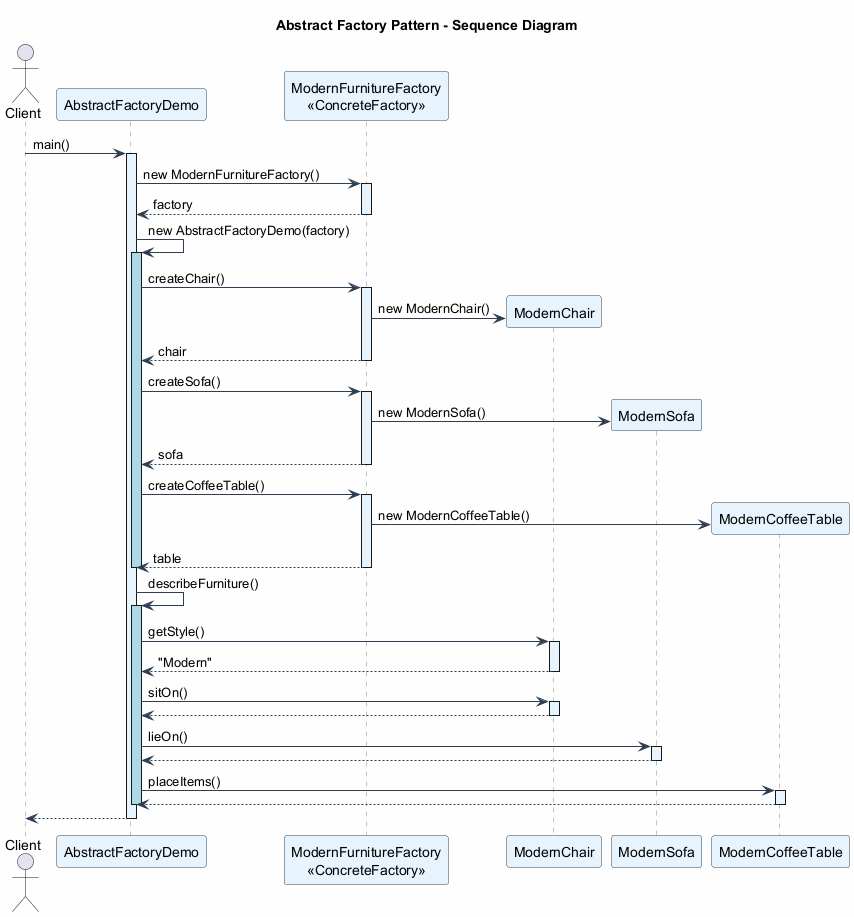 Abstract Factory Pattern - Sequence Diagram
Client
AbstractFactoryDemo
ModernFurnitureFactory
«ConcreteFactory»
main()
new ModernFurnitureFactory()
factory
new AbstractFactoryDemo(factory)
createChair()
new ModernChair()
ModernChair
chair
createSofa()
new ModernSofa()
ModernSofa
sofa
createCoffeeTable()
new ModernCoffeeTable()
ModernCoffeeTable
table
describeFurniture()
getStyle()
"Modern"
sitOn()
lieOn()
placeItems()
Client
AbstractFactoryDemo
ModernFurnitureFactory
«ConcreteFactory»
ModernChair
ModernSofa
ModernCoffeeTable